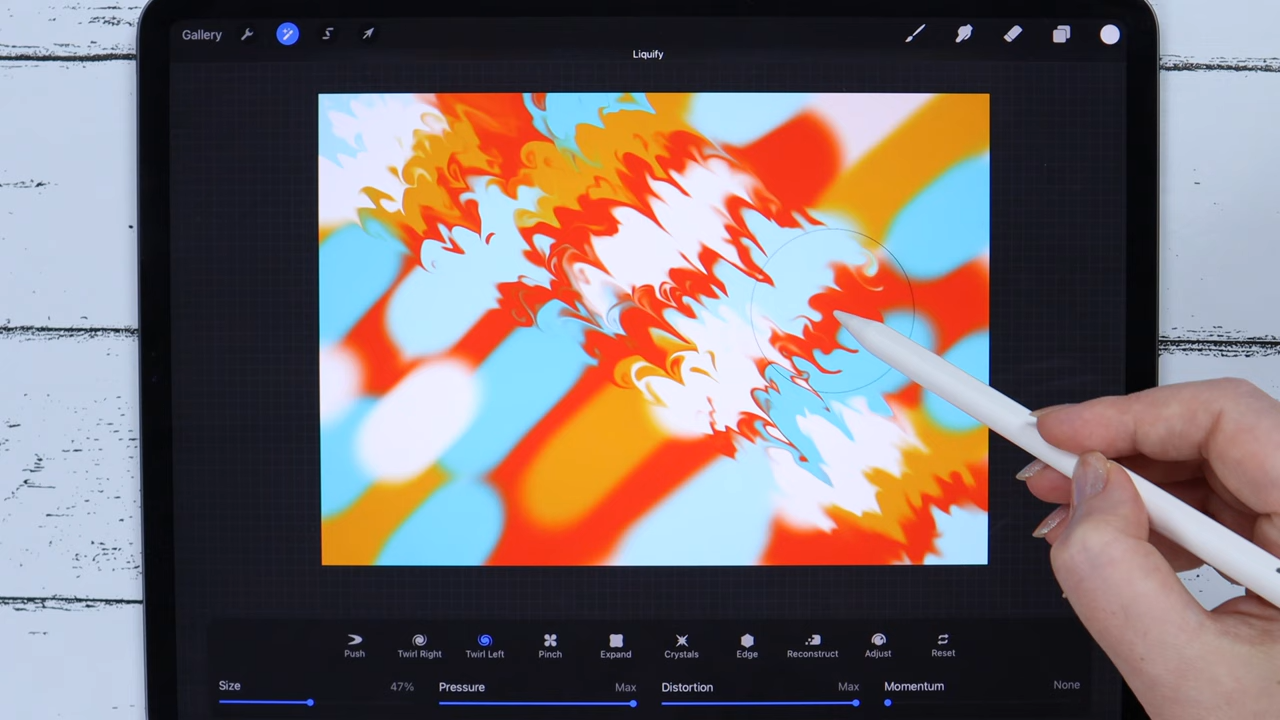 Gallery
Liquify
Push Twirl Right Twirl Left Pinch Expand Crystals Edge Reconstruct Adjust Reset
Size 47% Pressure Max Distortion Max Momentum None